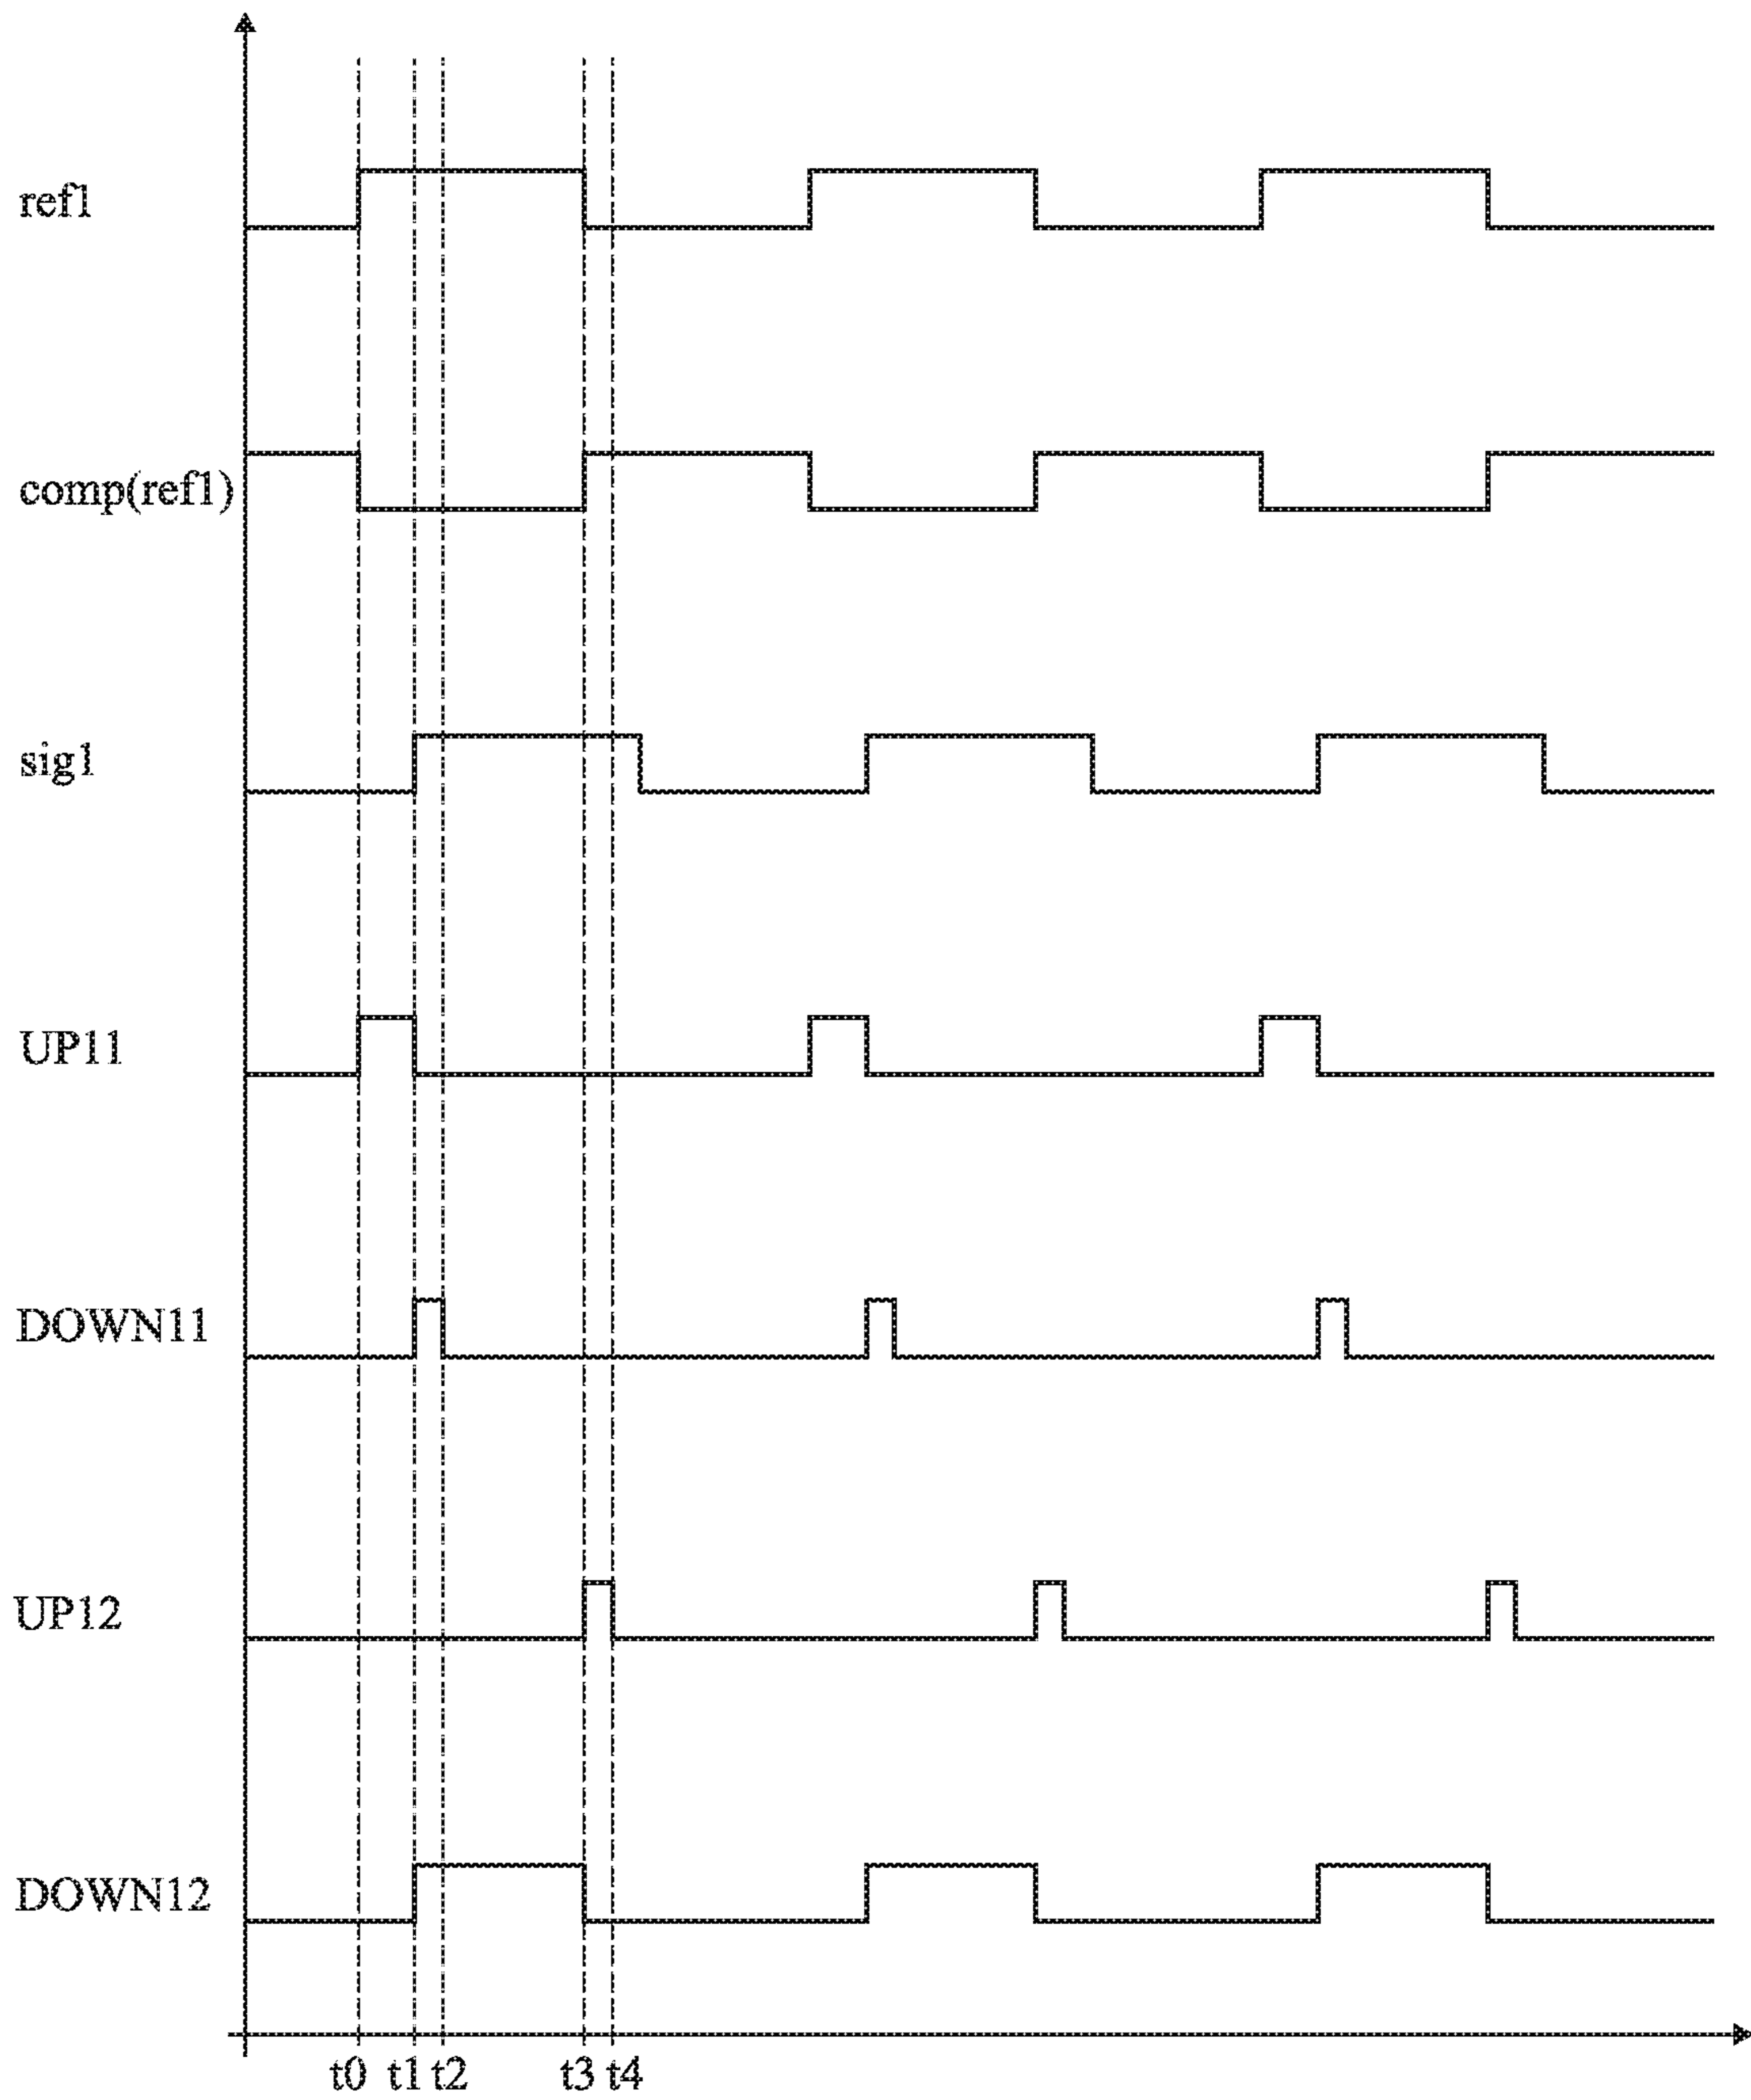 ref1
comp(ref1)
sig1
UP11
DOWN11
UP12
DOWN12
t0 t1 t2 t3 t4